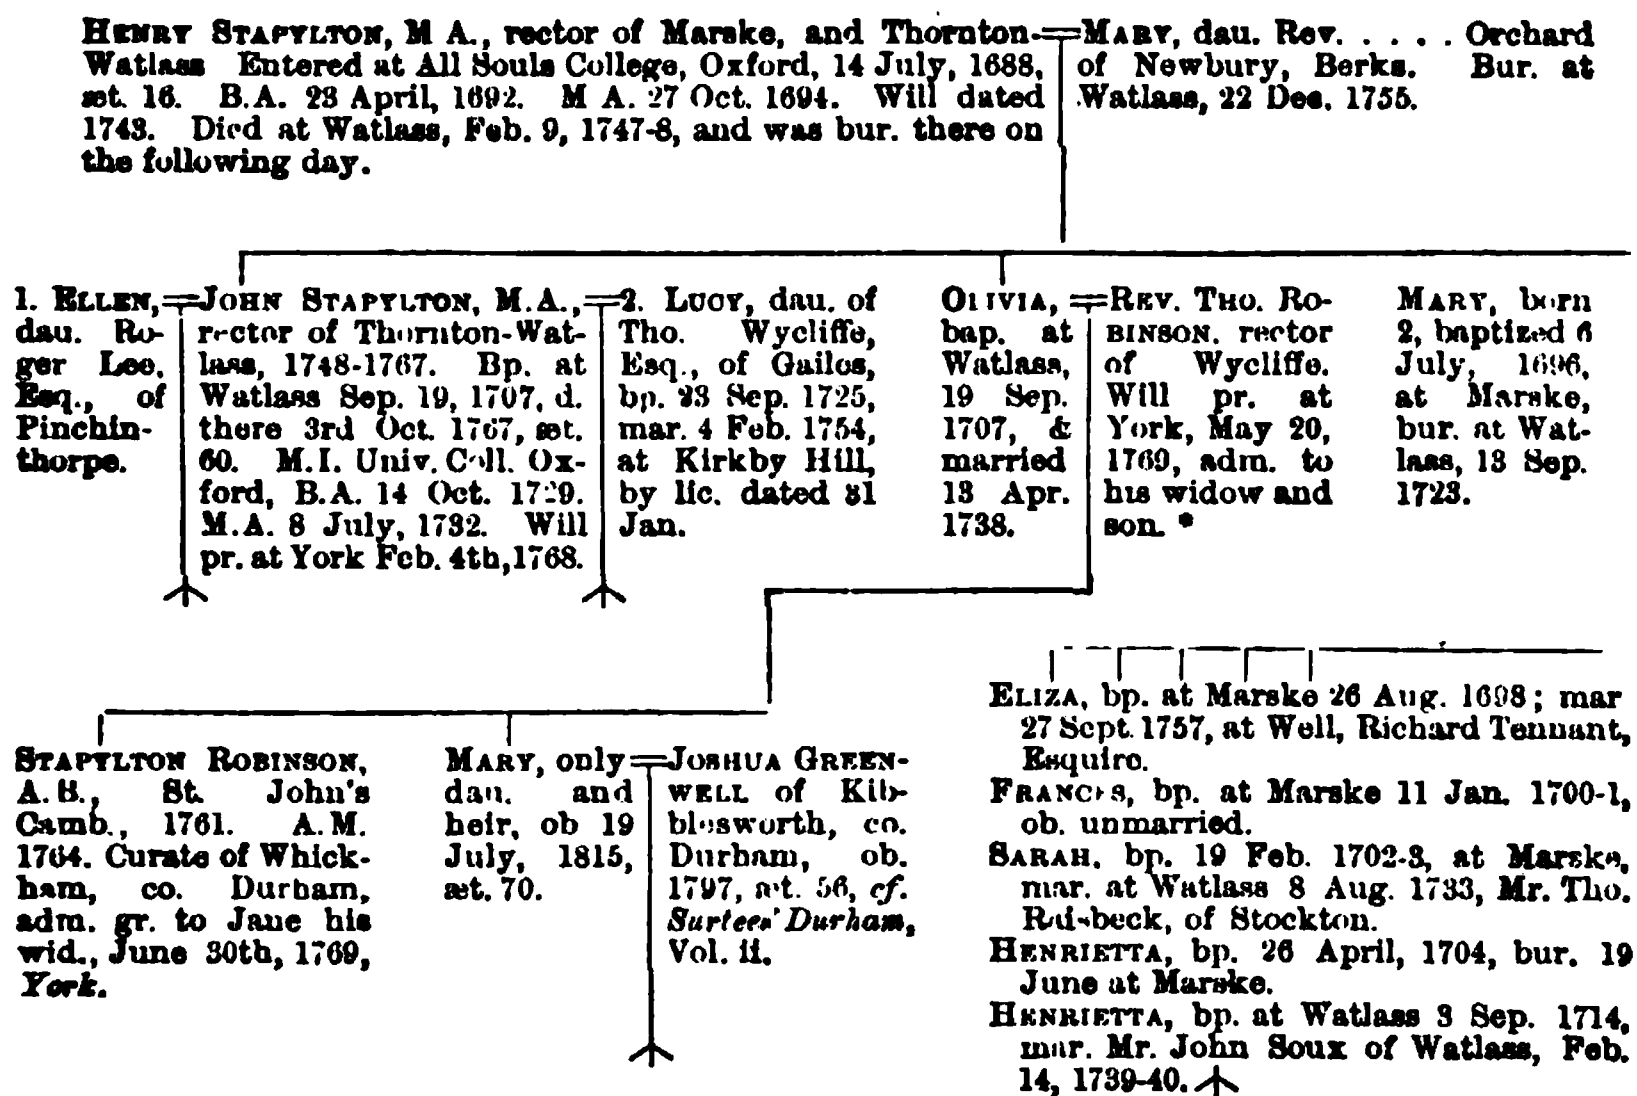 HENRY STAPYLTON, M A., rector of Marske, and Thornton-
Watlass Entered at All Souls College, Oxford, 14 July, 1688,
æt. 16. B.A. 23 April, 1692. M A. 27 Oct. 1694. Will dated
1743. Died at Watlass, Feb. 9, 1747-8, and was bur. there on
the following day.
MARY, dau. Rev. . . . . . Orchard
of Newbury, Berks. Bur. at
Watlass, 22 Dec. 1755.
1. ELLEN,
dau. Ro-
ger Lee,
Esq., of
Pinchin-
thorpe.
JOHN STAPYLTON, M.A.,
rector of Thornton-Wat-
lass, 1748-1767. Bp. at
Watlass Sep. 19, 1707, d.
there 3rd Oct. 1767, æt.
60. M.I. Univ. Coll. Ox-
ford, B.A. 14 Oct. 1729.
M.A. 8 July, 1732. Will
pr. at York Feb. 4th, 1768.
2. LUCY, dau. of
Tho. Wycliffe,
Esq., of Gailes,
bp. 23 Sep. 1725,
mar. 4 Feb. 1754,
at Kirkby Hill,
by lic. dated 31
Jan.
OLIVIA,
bap. at
Watlass,
19 Sep.
1707, &
married
13 Apr.
1738.
REV. THO. RO-
BINSON. rector
of Wycliffe.
Will pr. at
York, May 20,
1769, adm. to
his widow and
son. *
MARY, born
2, baptized 6
July, 1696,
at Marske,
bur. at Wat-
lass, 13 Sep.
1723.
STAPYLTON ROBINSON,
A.B., St. John's
Camb., 1761. A.M.
1764. Curate of Whick-
ham, co. Durham,
adm. gr. to Jane his
wid., June 30th, 1769,
York.
MARY, only
dau. and
heir, ob 19
July, 1815,
æt. 70.
JOSHUA GREEN-
WELL of Kib-
blesworth, co.
Durham, ob.
1797, æt. 56, cf.
Surtees' Durham,
Vol. ii.
ELIZA, bp. at Marske 26 Aug. 1698; mar
27 Sept. 1757, at Well, Richard Tennant,
Esquire.
FRANCES, bp. at Marske 11 Jan. 1700-1,
ob. unmarried.
SARAH, bp. 19 Feb. 1702-3, at Marske,
mar. at Watlass 8 Aug. 1733, Mr. Tho.
Raisbeck, of Stockton.
HENRIETTA, bp. 26 April, 1704, bur. 19
June at Marske.
HENRIETTA, bp. at Watlass 3 Sep. 1714,
mar. Mr. John Soux of Watlass, Feb.
14, 1739-40.